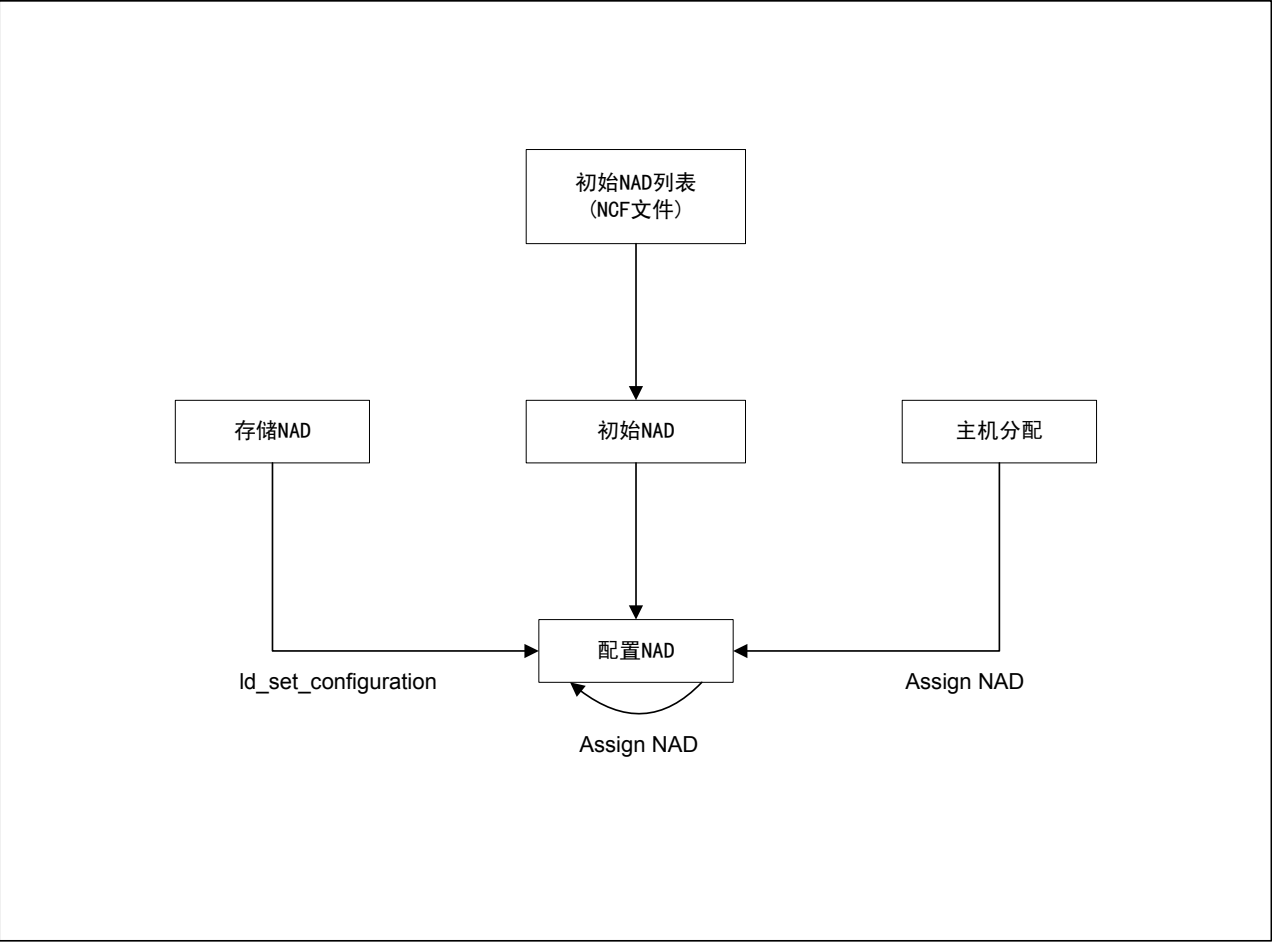 初始NAD列表
(NCF文件)
存储NAD
初始NAD
主机分配
配置NAD
ld_set_configuration
Assign NAD
Assign NAD